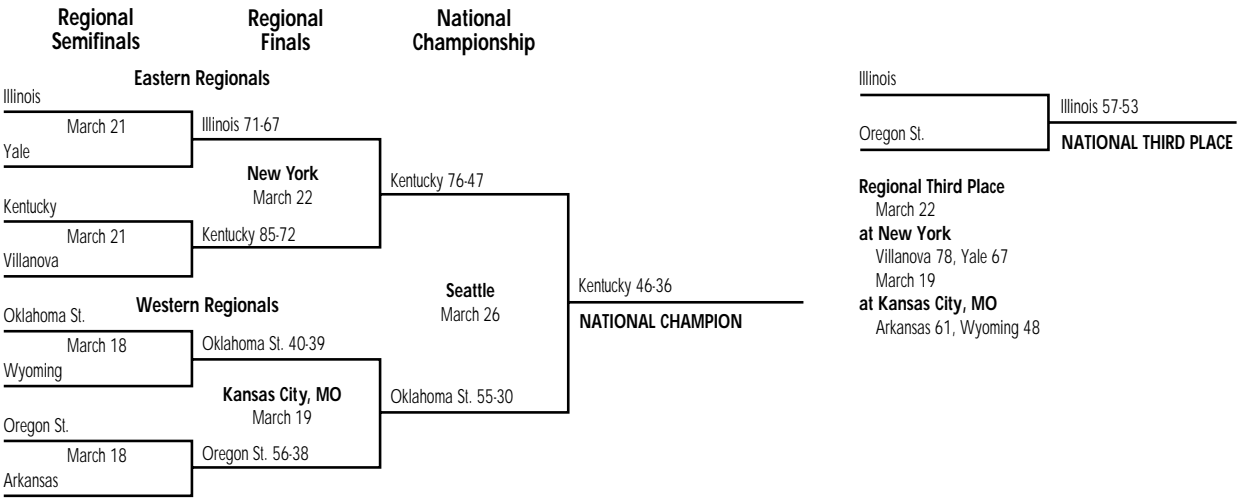 Regional
Semifinals
Regional
Finals
National
Championship
Eastern Regionals
Illinois
March 21
Yale
Illinois 71-67
New York
March 22
Kentucky
March 21
Villanova
Kentucky 85-72
Kentucky 76-47
Western Regionals
Oklahoma St.
March 18
Wyoming
Oklahoma St. 40-39
Kansas City, MO
March 19
Oregon St.
March 18
Arkansas
Oregon St. 56-38
Oklahoma St. 55-30
Seattle
March 26
Kentucky 46-36
NATIONAL CHAMPION
Illinois
Oregon St.
Illinois 57-53
NATIONAL THIRD PLACE
Regional Third Place
March 22
at New York
Villanova 78, Yale 67
March 19
at Kansas City, MO
Arkansas 61, Wyoming 48